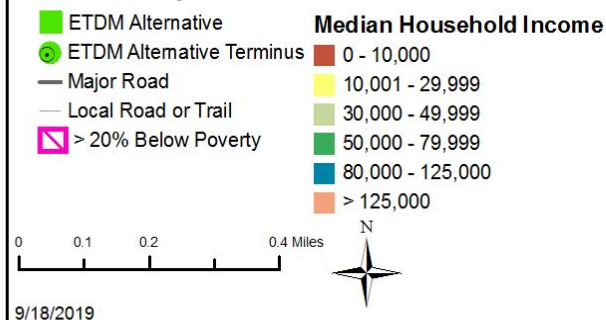 ETDM Alternative
ETDM Alternative Terminus
Major Road
Local Road or Trail
> 20% Below Poverty
Median Household Income
0 - 10,000
10,001 - 29,999
30,000 - 49,999
50,000 - 79,999
80,000 - 125,000
> 125,000
0 0.1 0.2 0.4 Miles
N
9/18/2019